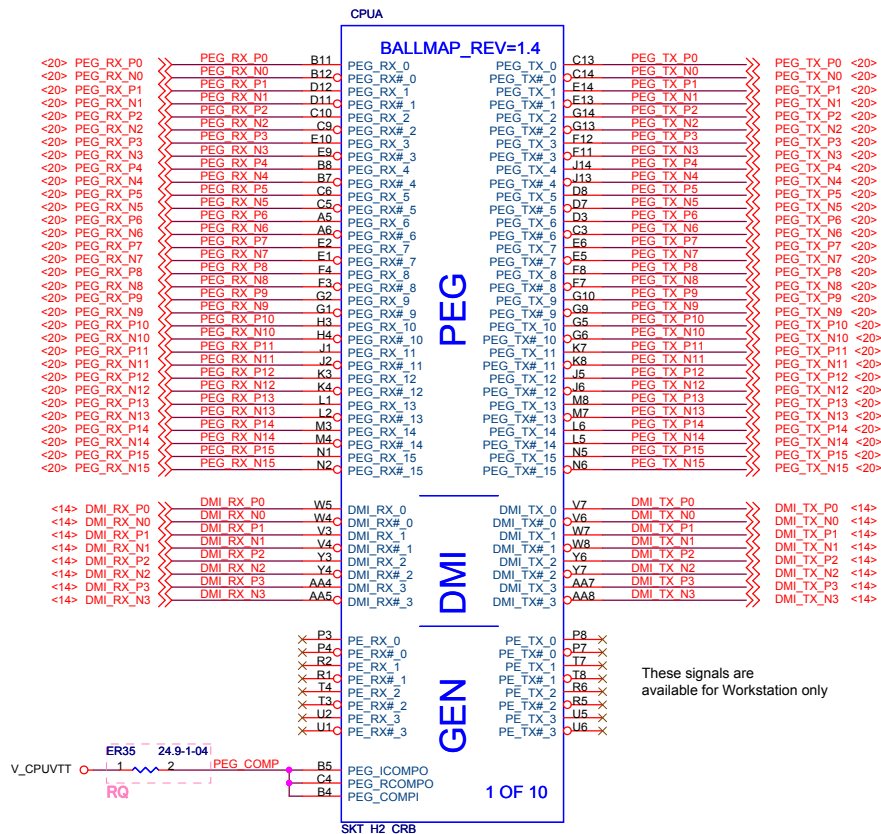 CPUA
BALLMAP_REV=1.4
<20> PEG_RX_P0 PEG_RX_P0 B11 PEG_RX_0 PEG_TX_0 C13 PEG_TX_P0 PEG_TX_P0 <20>
<20> PEG_RX_N0 PEG_RX_N0 B12 PEG_RX#_0 PEG_TX#_0 C14 PEG_TX_N0 PEG_TX_N0 <20>
<20> PEG_RX_P1 PEG_RX_P1 D12 PEG_RX_1 PEG_TX_1 E14 PEG_TX_P1 PEG_TX_P1 <20>
<20> PEG_RX_N1 PEG_RX_N1 D11 PEG_RX#_1 PEG_TX#_1 E13 PEG_TX_N1 PEG_TX_N1 <20>
<20> PEG_RX_P2 PEG_RX_P2 C10 PEG_RX_2 PEG_TX_2 G14 PEG_TX_P2 PEG_TX_P2 <20>
<20> PEG_RX_N2 PEG_RX_N2 C9 PEG_RX#_2 PEG_TX#_2 G13 PEG_TX_N2 PEG_TX_N2 <20>
<20> PEG_RX_P3 PEG_RX_P3 E10 PEG_RX_3 PEG_TX_3 F12 PEG_TX_P3 PEG_TX_P3 <20>
<20> PEG_RX_N3 PEG_RX_N3 E9 PEG_RX#_3 PEG_TX#_3 F11 PEG_TX_N3 PEG_TX_N3 <20>
<20> PEG_RX_P4 PEG_RX_P4 B8 PEG_RX_4 PEG_TX_4 J14 PEG_TX_P4 PEG_TX_P4 <20>
<20> PEG_RX_N4 PEG_RX_N4 B7 PEG_RX#_4 PEG_TX#_4 J13 PEG_TX_N4 PEG_TX_N4 <20>
<20> PEG_RX_P5 PEG_RX_P5 C6 PEG_RX_5 PEG_TX_5 D8 PEG_TX_P5 PEG_TX_P5 <20>
<20> PEG_RX_N5 PEG_RX_N5 C5 PEG_RX#_5 PEG_TX#_5 D7 PEG_TX_N5 PEG_TX_N5 <20>
<20> PEG_RX_P6 PEG_RX_P6 A5 PEG_RX_6 PEG_TX_6 D3 PEG_TX_P6 PEG_TX_P6 <20>
<20> PEG_RX_N6 PEG_RX_N6 A6 PEG_RX#_6 PEG_TX#_6 C3 PEG_TX_N6 PEG_TX_N6 <20>
<20> PEG_RX_P7 PEG_RX_P7 E2 PEG_RX_7 PEG_TX_7 E6 PEG_TX_P7 PEG_TX_P7 <20>
<20> PEG_RX_N7 PEG_RX_N7 E1 PEG_RX#_7 PEG_TX#_7 E5 PEG_TX_N7 PEG_TX_N7 <20>
<20> PEG_RX_P8 PEG_RX_P8 F4 PEG_RX_8 PEG_TX_8 F8 PEG_TX_P8 PEG_TX_P8 <20>
<20> PEG_RX_N8 PEG_RX_N8 F3 PEG_RX#_8 PEG_TX#_8 F7 PEG_TX_N8 PEG_TX_N8 <20>
<20> PEG_RX_P9 PEG_RX_P9 G2 PEG_RX_9 PEG_TX_9 G10 PEG_TX_P9 PEG_TX_P9 <20>
<20> PEG_RX_N9 PEG_RX_N9 G1 PEG_RX#_9 PEG_TX#_9 G9 PEG_TX_N9 PEG_TX_N9 <20>
<20> PEG_RX_P10 PEG_RX_P10 H3 PEG_RX_10 PEG_TX_10 G5 PEG_TX_P10 PEG_TX_P10 <20>
<20> PEG_RX_N10 PEG_RX_N10 H4 PEG_RX#_10 PEG_TX#_10 G6 PEG_TX_N10 PEG_TX_N10 <20>
<20> PEG_RX_P11 PEG_RX_P11 J1 PEG_RX_11 PEG_TX_11 K7 PEG_TX_P11 PEG_TX_P11 <20>
<20> PEG_RX_N11 PEG_RX_N11 J2 PEG_RX#_11 PEG_TX#_11 K8 PEG_TX_N11 PEG_TX_N11 <20>
<20> PEG_RX_P12 PEG_RX_P12 K3 PEG_RX_12 PEG_TX_12 J5 PEG_TX_P12 PEG_TX_P12 <20>
<20> PEG_RX_N12 PEG_RX_N12 K4 PEG_RX#_12 PEG_TX#_12 J6 PEG_TX_N12 PEG_TX_N12 <20>
<20> PEG_RX_P13 PEG_RX_P13 L1 PEG_RX_13 PEG_TX_13 M8 PEG_TX_P13 PEG_TX_P13 <20>
<20> PEG_RX_N13 PEG_RX_N13 L2 PEG_RX#_13 PEG_TX#_13 M7 PEG_TX_N13 PEG_TX_N13 <20>
<20> PEG_RX_P14 PEG_RX_P14 M3 PEG_RX_14 PEG_TX_14 L6 PEG_TX_P14 PEG_TX_P14 <20>
<20> PEG_RX_N14 PEG_RX_N14 M4 PEG_RX#_14 PEG_TX#_14 L5 PEG_TX_N14 PEG_TX_N14 <20>
<20> PEG_RX_P15 PEG_RX_P15 N1 PEG_RX_15 PEG_TX_15 N5 PEG_TX_P15 PEG_TX_P15 <20>
<20> PEG_RX_N15 PEG_RX_N15 N2 PEG_RX#_15 PEG_TX#_15 N6 PEG_TX_N15 PEG_TX_N15 <20>
PEG
<14> DMI_RX_P0 DMI_RX_P0 W5 DMI_RX_0 DMI_TX_0 V7 DMI_TX_P0 DMI_TX_P0 <14>
<14> DMI_RX_N0 DMI_RX_N0 W4 DMI_RX#_0 DMI_TX#_0 V6 DMI_TX_N0 DMI_TX_N0 <14>
<14> DMI_RX_P1 DMI_RX_P1 V3 DMI_RX_1 DMI_TX_1 W7 DMI_TX_P1 DMI_TX_P1 <14>
<14> DMI_RX_N1 DMI_RX_N1 V4 DMI_RX#_1 DMI_TX#_1 W8 DMI_TX_N1 DMI_TX_N1 <14>
<14> DMI_RX_P2 DMI_RX_P2 Y3 DMI_RX_2 DMI_TX_2 Y6 DMI_TX_P2 DMI_TX_P2 <14>
<14> DMI_RX_N2 DMI_RX_N2 Y4 DMI_RX#_2 DMI_TX#_2 Y7 DMI_TX_N2 DMI_TX_N2 <14>
<14> DMI_RX_P3 DMI_RX_P3 AA4 DMI_RX_3 DMI_TX_3 AA7 DMI_TX_P3 DMI_TX_P3 <14>
<14> DMI_RX_N3 DMI_RX_N3 AA5 DMI_RX#_3 DMI_TX#_3 AA8 DMI_TX_N3 DMI_TX_N3 <14>
DMI
P3 PE_RX_0 PE_TX_0 P8
P4 PE_RX#_0 PE_TX#_0 P7
R2 PE_RX_1 PE_TX_1 T7
R1 PE_RX#_1 PE_TX#_1 T8
T4 PE_RX_2 PE_TX_2 R6
T3 PE_RX#_2 PE_TX#_2 R5
U2 PE_RX_3 PE_TX_3 U5
U1 PE_RX#_3 PE_TX#_3 U6
GEN
These signals are
available for Workstation only
ER35 24.9-1-04
V_CPUVTT 1 2 PEG_COMP B5 PEG_ICOMPO
C4 PEG_RCOMPO
B4 PEG_COMPI
RQ
1 OF 10
SKT_H2_CRB